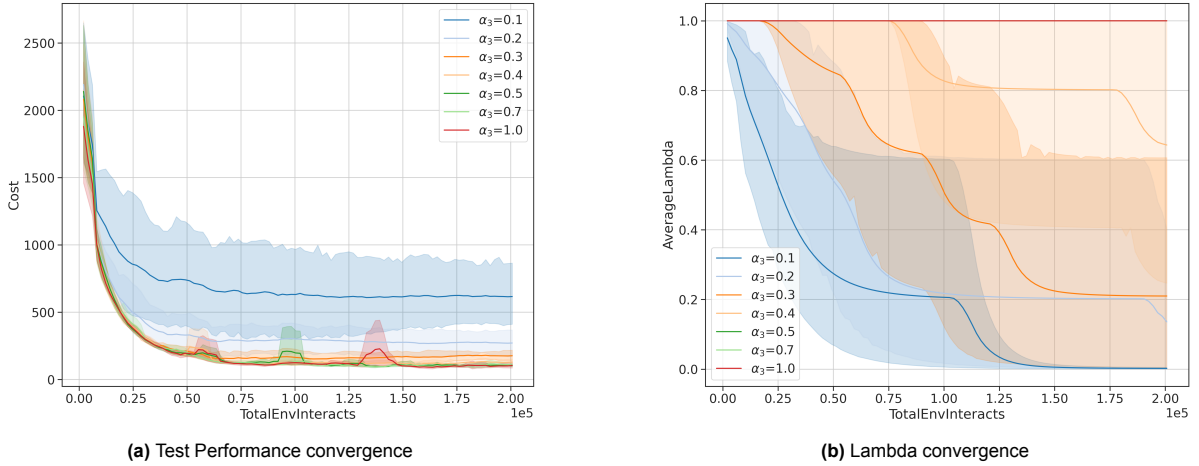 2500
2000
1500
1000
500
0
Cost
α₃=0.1
α₃=0.2
α₃=0.3
α₃=0.4
α₃=0.5
α₃=0.7
α₃=1.0
0.00 0.25 0.50 0.75 1.00 1.25 1.50 1.75 2.00
1e5
TotalEnvInteracts
(a) Test Performance convergence
1.0
0.8
0.6
0.4
0.2
0.0
AverageLambda
α₃=0.1
α₃=0.2
α₃=0.3
α₃=0.4
α₃=0.5
α₃=0.7
α₃=1.0
0.00 0.25 0.50 0.75 1.00 1.25 1.50 1.75 2.00
1e5
TotalEnvInteracts
(b) Lambda convergence